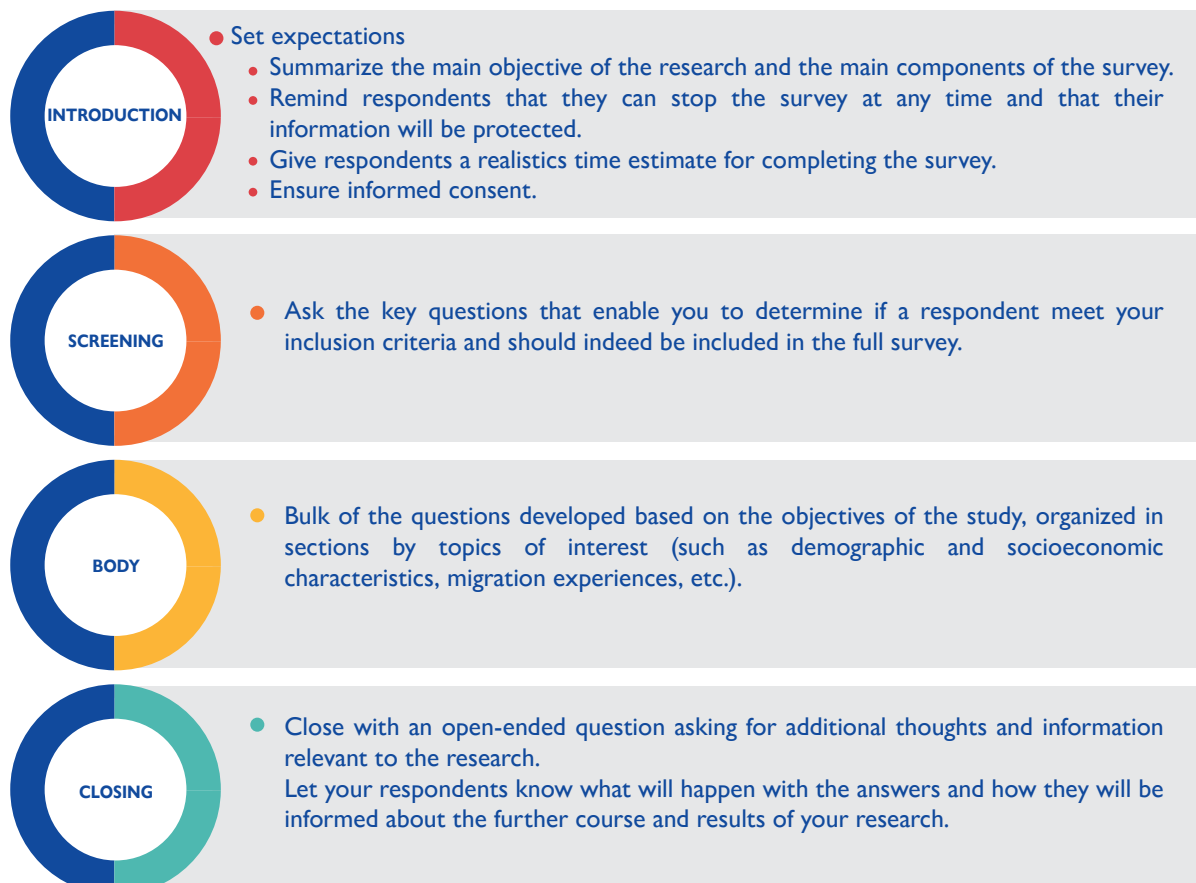 INTRODUCTION
Set expectations
Summarize the main objective of the research and the main components of the survey.
Remind respondents that they can stop the survey at any time and that their
information will be protected.
Give respondents a realistics time estimate for completing the survey.
Ensure informed consent.
SCREENING
Ask the key questions that enable you to determine if a respondent meet your
inclusion criteria and should indeed be included in the full survey.
BODY
Bulk of the questions developed based on the objectives of the study, organized in
sections by topics of interest (such as demographic and socioeconomic
characteristics, migration experiences, etc.).
CLOSING
Close with an open-ended question asking for additional thoughts and information
relevant to the research.
Let your respondents know what will happen with the answers and how they will be
informed about the further course and results of your research.